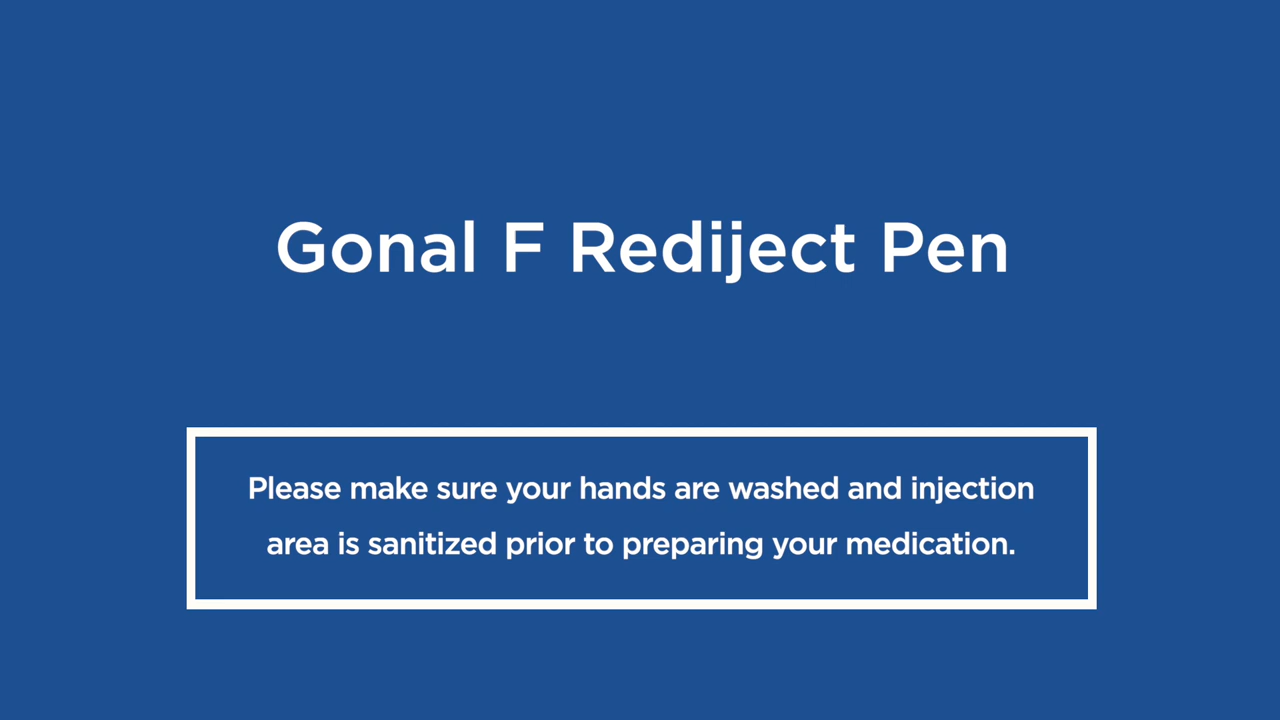 Gonal F Rediject Pen
Please make sure your hands are washed and injection
area is sanitized prior to preparing your medication.